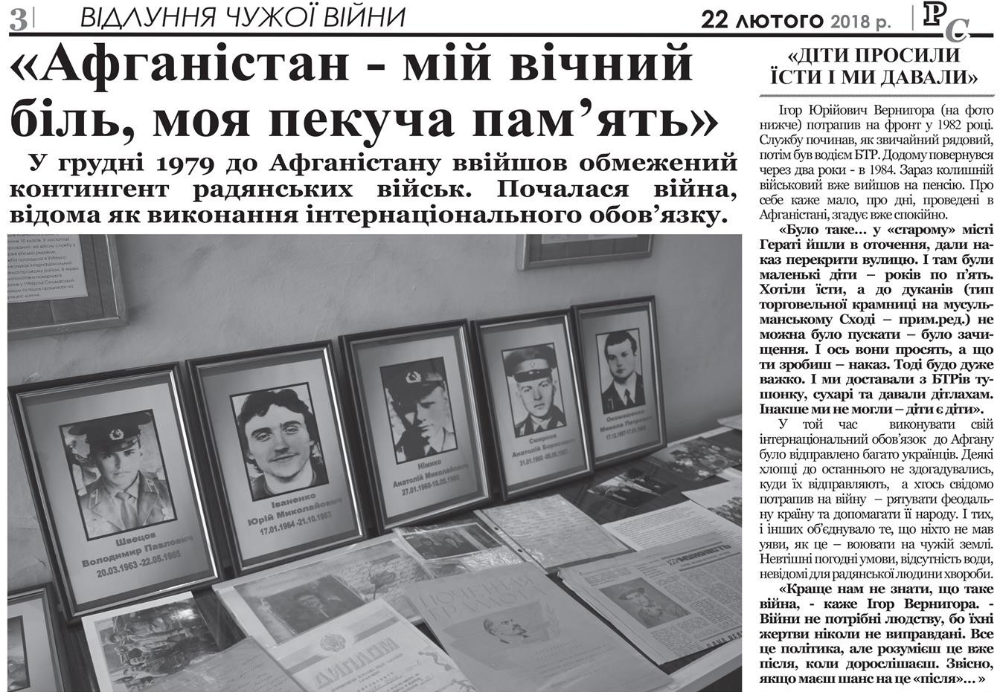 3
ВІДЛУННЯ ЧУЖОЇ ВІЙНИ
22 ЛЮТОГО 2018 р.
РС
«Афганістан - мій вічний
біль, моя пекуча пам’ять»
У грудні 1979 до Афганістану ввійшов обмежений
контингент радянських військ. Почалася війна,
відома як виконання інтернаціонального обов’язку.
Швецов
Володимир Павлович
20.03.1963 -22.05.1985
Іваненко
Юрій Миколайович
17.01.1964 -21.10.1983
Німико
Анатолій Миколайович
27.01.1960-18.05.1980
Смирнов
Анатолій Борисович
Микола Петрович
ПОЧЕСНАЯ
ГРАМОТА
ДИПЛОМ
«ДІТИ ПРОСИЛИ
ЇСТИ І МИ ДАВАЛИ»
Ігор Юрійович Вернигора (на фото
нижче) потрапив на фронт у 1982 році.
Службу починав, як звичайний рядовий,
потім був водієм БТР. Додому повернувся
через два роки - в 1984. Зараз колишній
військовий вже вийшов на пенсію. Про
себе каже мало, про дні, проведені в
Афганістані, згадує вже спокійно.
«Було таке... у «старому» місті
Гераті йшли в оточення, дали на-
каз перекрити вулицю. І там були
маленькі діти – років по п’ять.
Хотіли їсти, а до дуканів (тип
торговельної крамниці на мусуль-
манському Сході – прим.ред.) не
можна було пускати – було зачи-
щення. І ось вони просять, а що
ти зробиш – наказ. Тоді будо дуже
важко. І ми доставали з БТРів ту-
шонку, сухарі та давали дітлахам.
Інакше ми не могли – діти є діти».
У той час виконувати свій
інтернаціональний обов’язок до Афгану
було відправлено багато українців. Деякі
хлопці до останнього не здогадувались,
куди їх відправляють, а хтось свідомо
потрапив на війну – рятувати феодаль-
ну країну та допомагати її народу. І тих,
і інших об’єднувало те, що ніхто не мав
уяви, як це – воювати на чужій землі.
Невтішні погодні умови, відсутність води,
невідомі для радянської людини хвороби.
«Краще нам не знати, що таке
війна, - каже Ігор Вернигора. -
Війни не потрібні людству, бо їхні
жертви ніколи не виправдані. Все
це політика, але розумієш це вже
після, коли дорослішаєш. Звісно,
якщо маєш шанс на це «після»... »